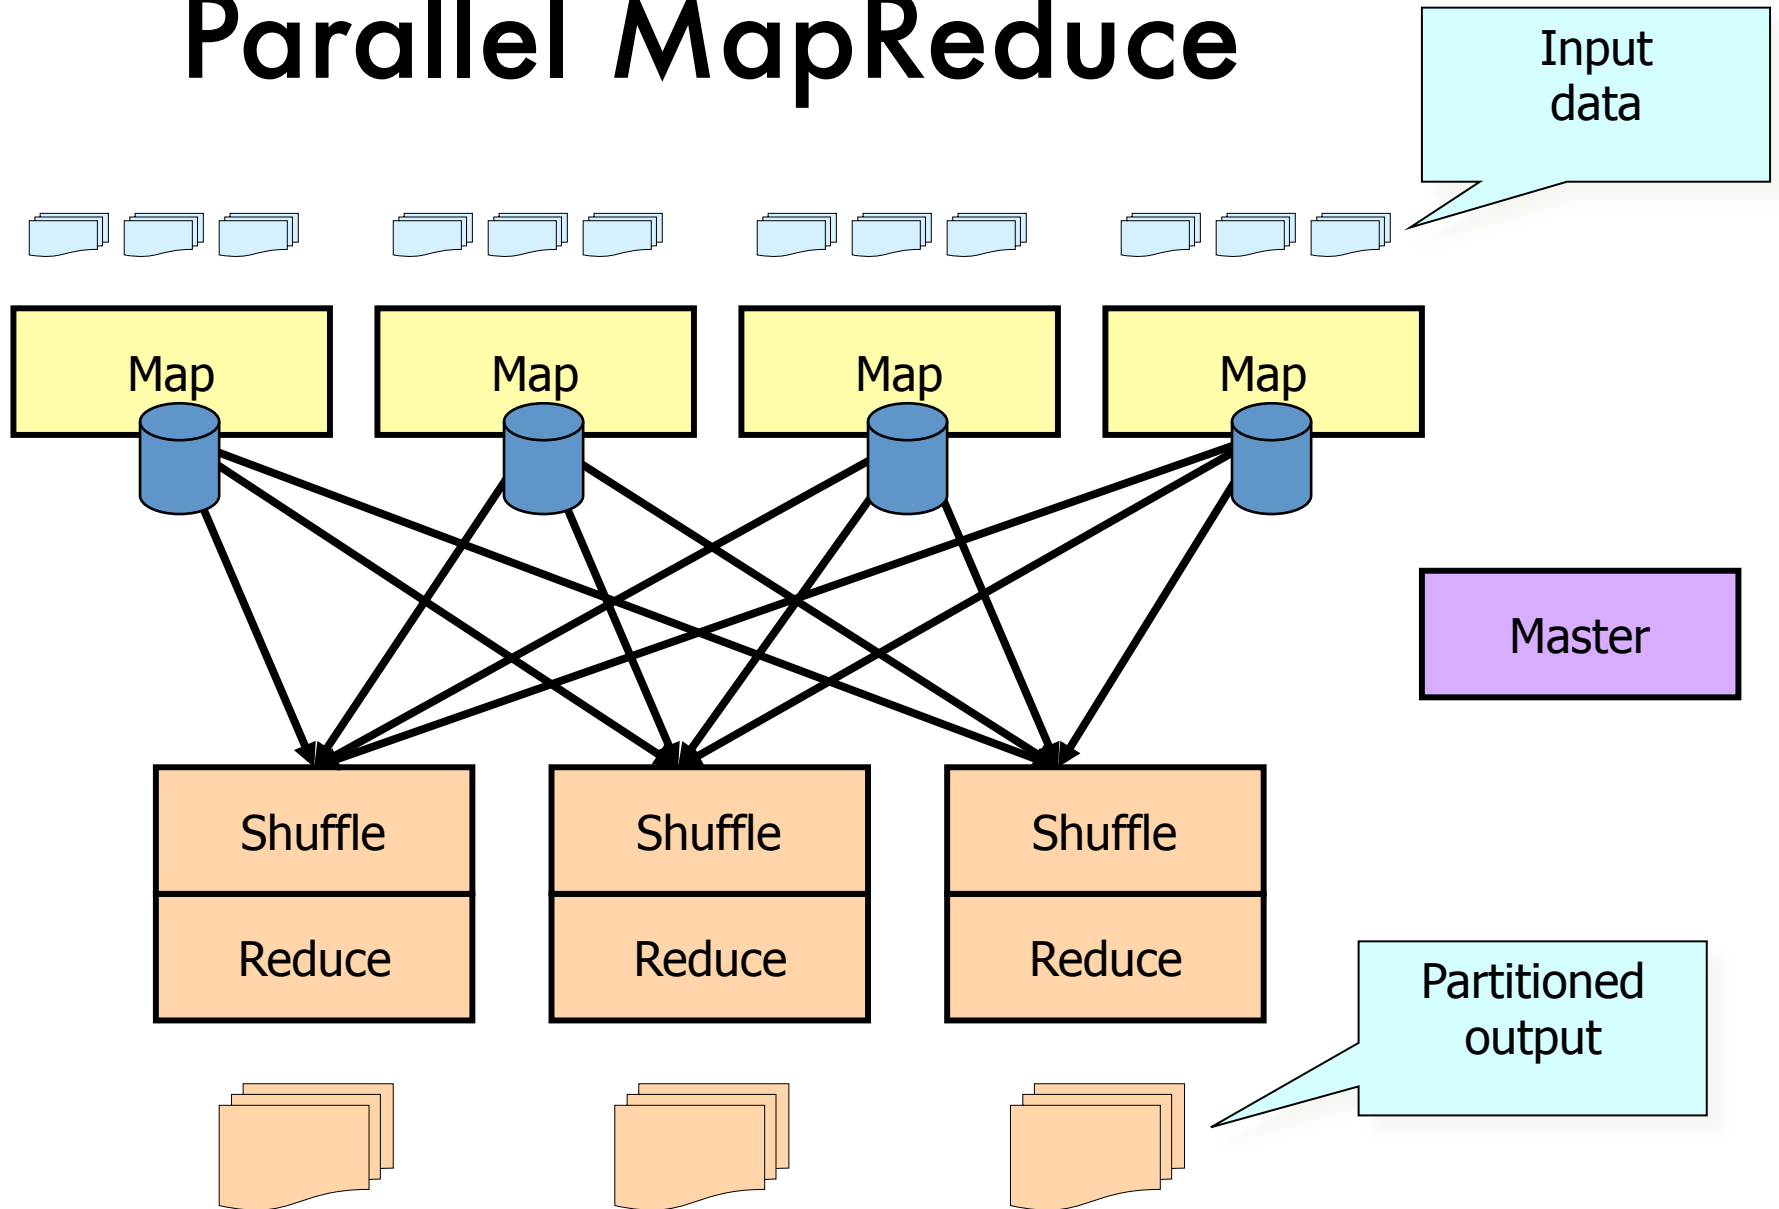 Parallel MapReduce
Input
data
Map
Map
Map
Map
Master
Shuffle
Shuffle
Shuffle
Reduce
Reduce
Reduce
Partitioned
output